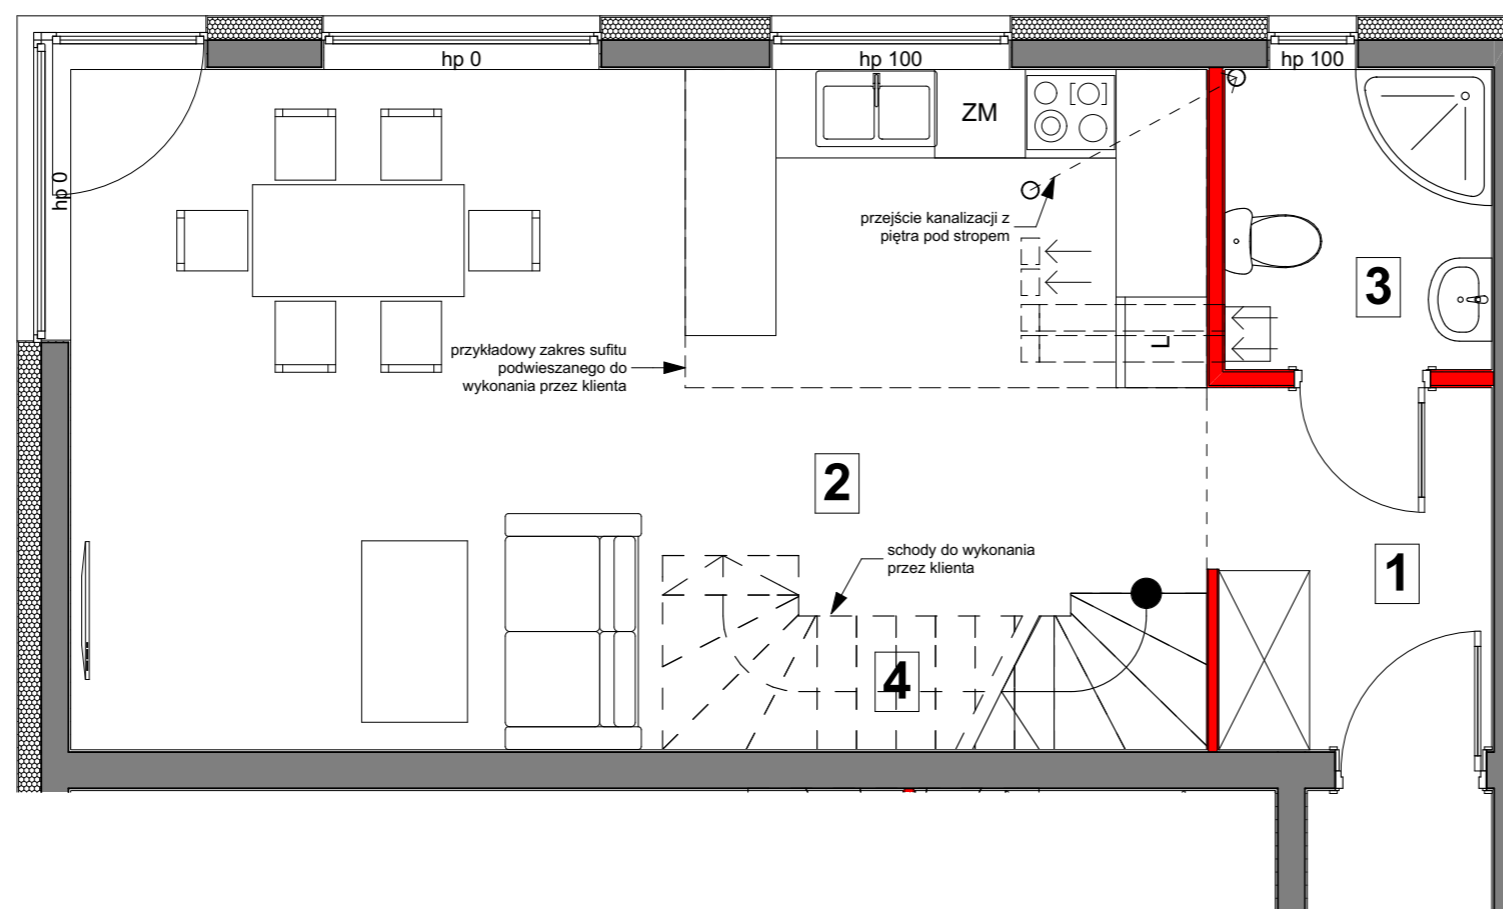 hp 0
hp 100
hp 100
hp 0
ZM
przejście kanalizacji z
piętra pod stropem
3
L
przykładowy zakres sufitu
podwieszanego do
wykonania przez klienta
2
schody do wykonania
przez klienta
1
4